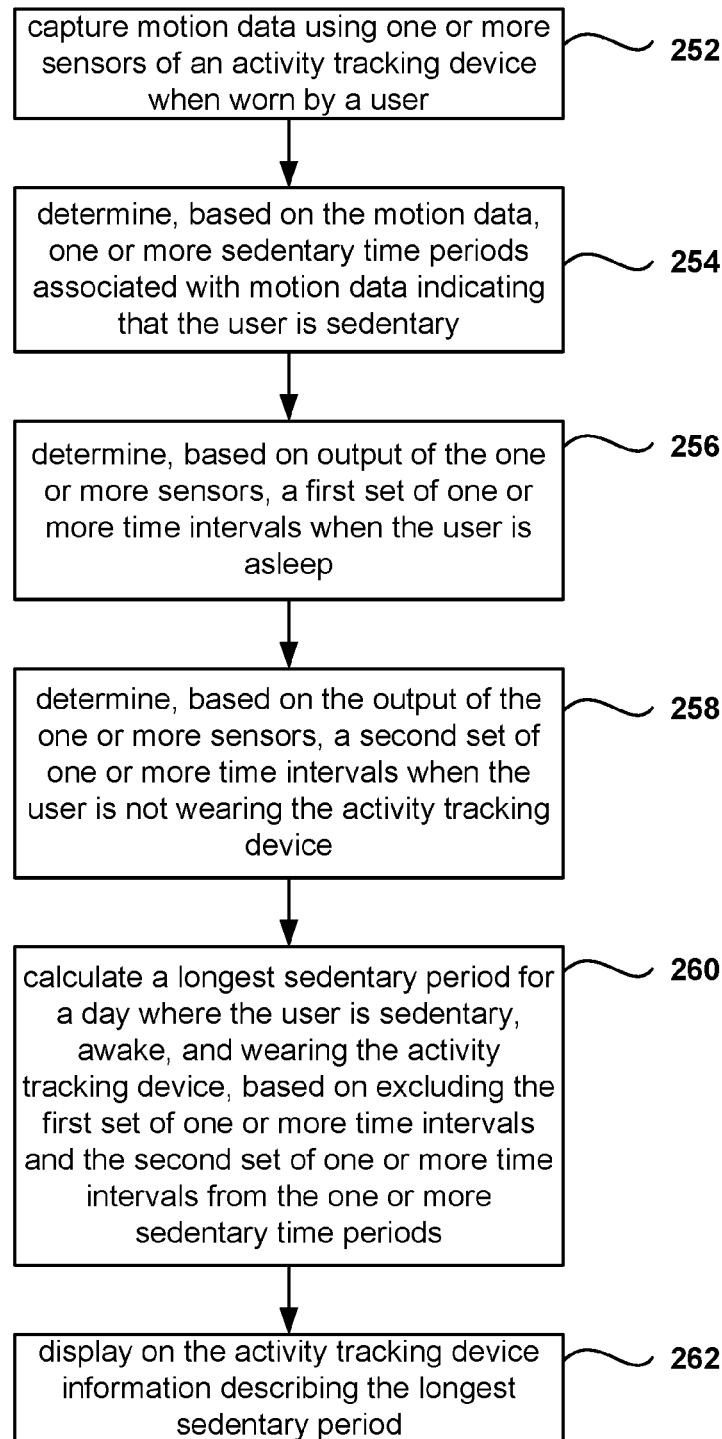 capture motion data using one or more
sensors of an activity tracking device
when worn by a user
252
determine, based on the motion data,
one or more sedentary time periods
associated with motion data indicating
that the user is sedentary
254
determine, based on output of the one
or more sensors, a first set of one or
more time intervals when the user is
asleep
256
determine, based on the output of the
one or more sensors, a second set of
one or more time intervals when the
user is not wearing the activity tracking
device
258
calculate a longest sedentary period for
a day where the user is sedentary,
awake, and wearing the activity
tracking device, based on excluding the
first set of one or more time intervals
and the second set of one or more time
intervals from the one or more
sedentary time periods
260
display on the activity tracking device
information describing the longest
sedentary period
262